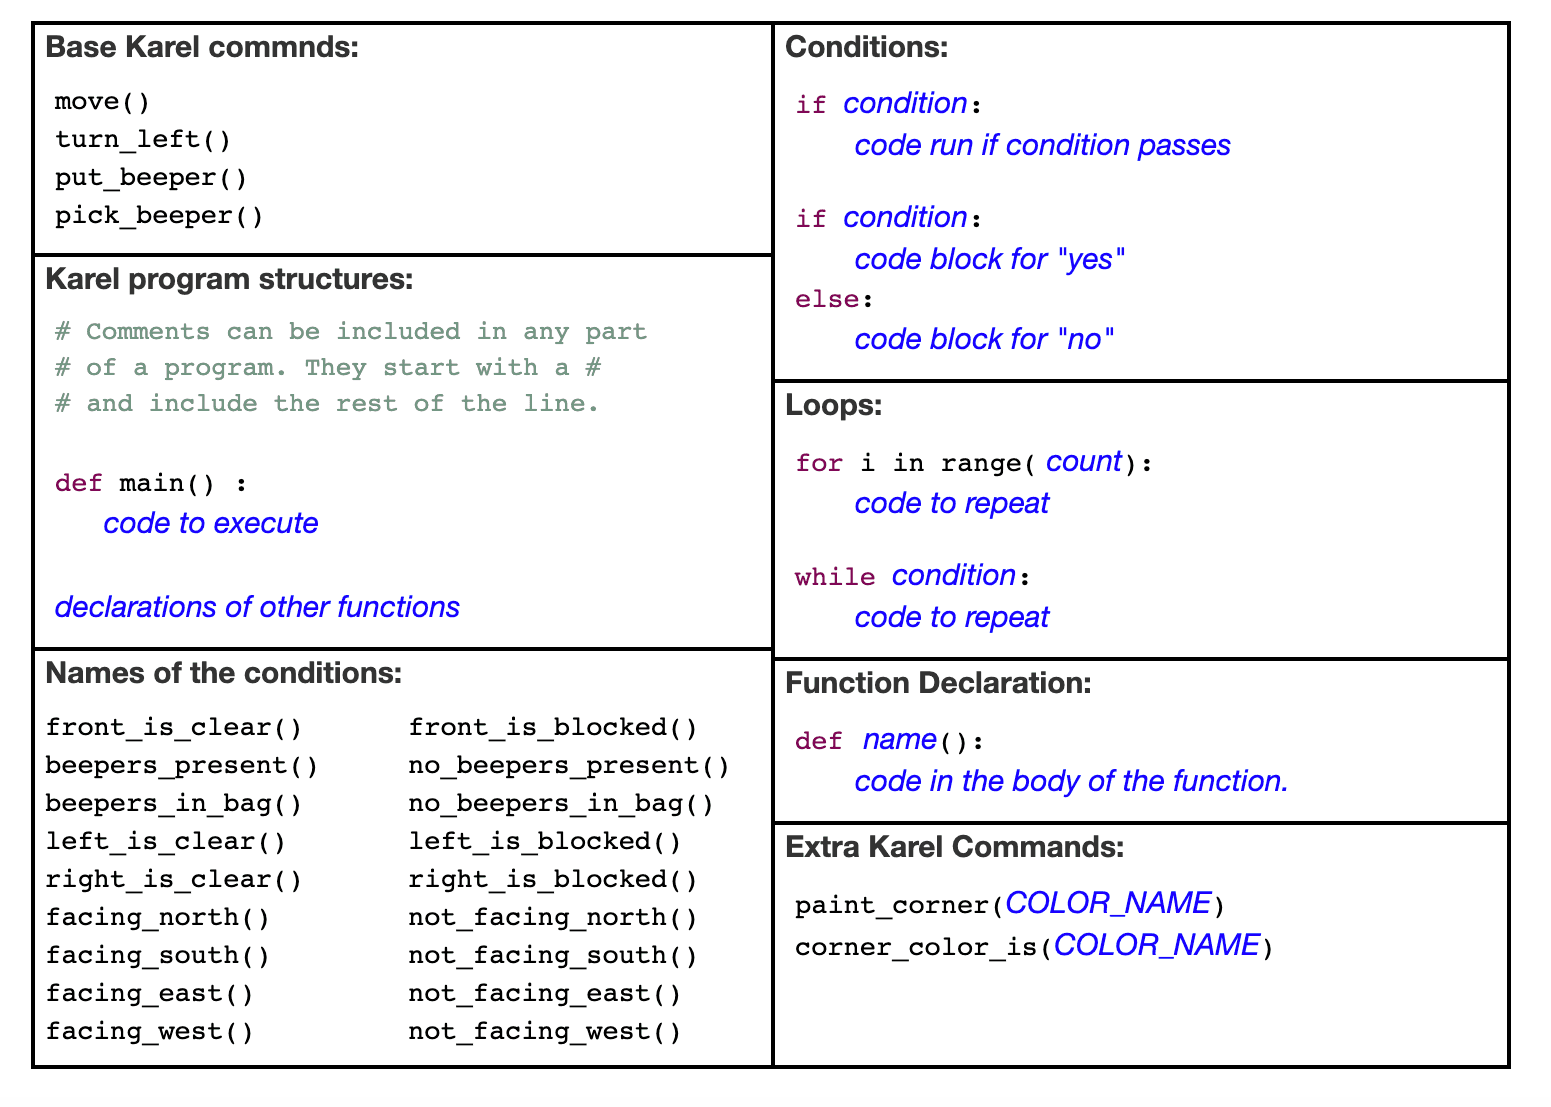 Base Karel commnds:
move()
turn_left()
put_beeper()
pick_beeper()
Karel program structures:
# Comments can be included in any part
# of a program. They start with a #
# and include the rest of the line.
def main() :
code to execute
declarations of other functions
Names of the conditions:
front_is_clear() front_is_blocked()
beepers_present() no_beepers_present()
beepers_in_bag() no_beepers_in_bag()
left_is_clear() left_is_blocked()
right_is_clear() right_is_blocked()
facing_north() not_facing_north()
facing_south() not_facing_south()
facing_east() not_facing_east()
facing_west() not_facing_west()
Conditions:
if condition:
code run if condition passes
if condition:
code block for "yes"
else:
code block for "no"
Loops:
for i in range( count):
code to repeat
while condition:
code to repeat
Function Declaration:
def name():
code in the body of the function.
Extra Karel Commands:
paint_corner(COLOR_NAME)
corner_color_is(COLOR_NAME)